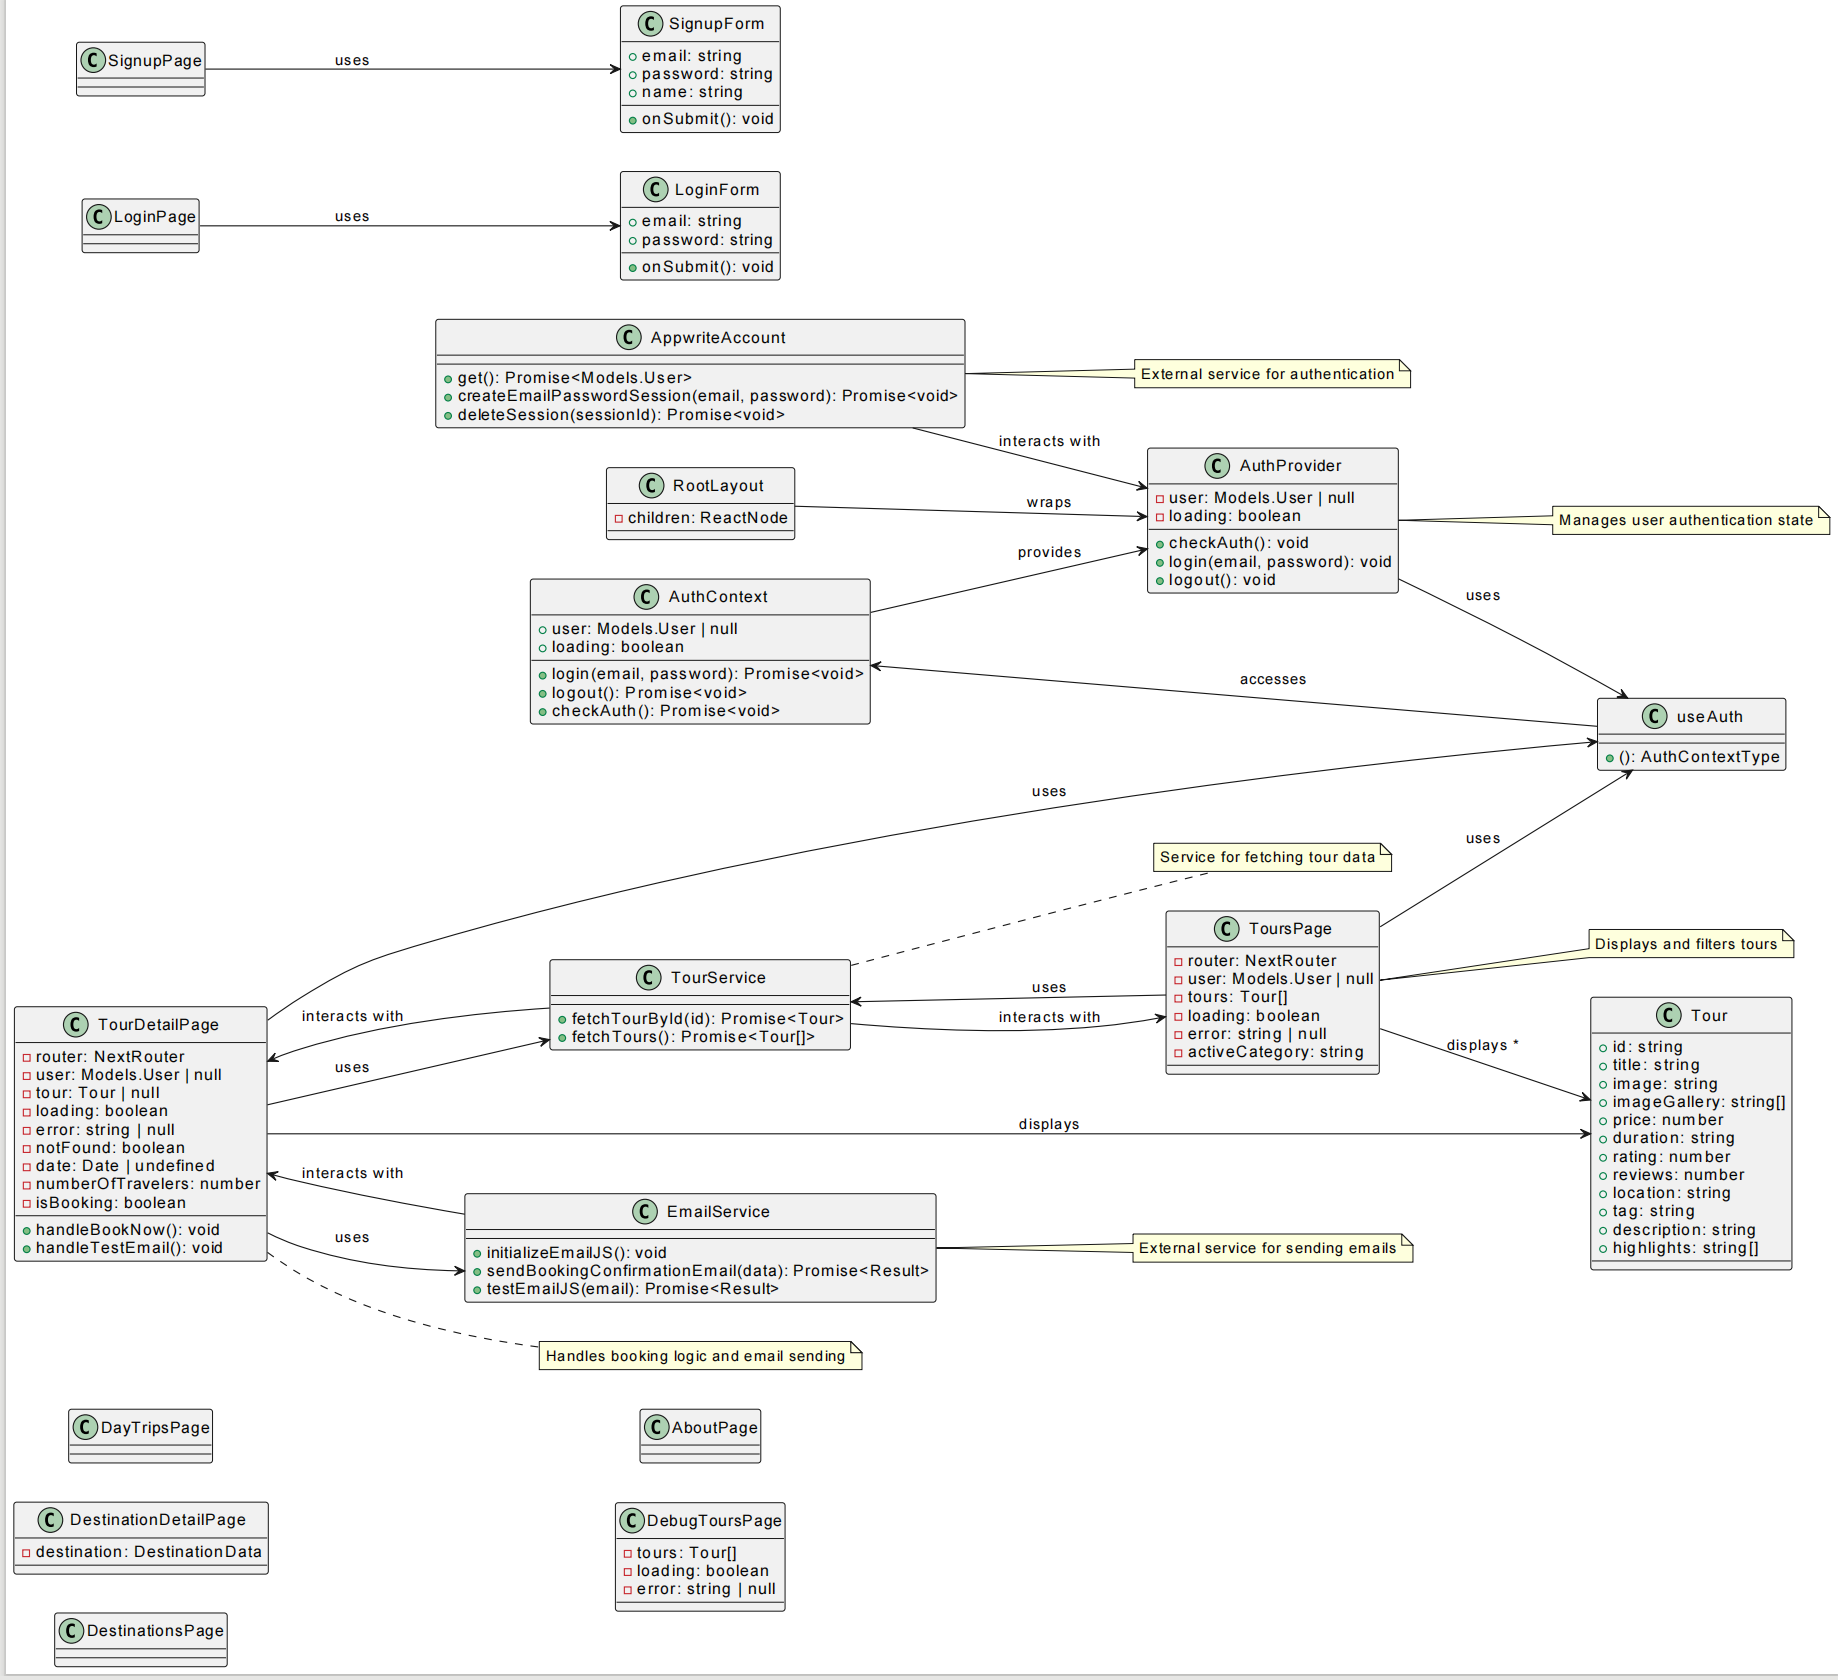 C SignupPage
uses
C SignupForm
email: string
password: string
name: string
onSubmit(): void
C LoginPage
uses
C LoginForm
email: string
password: string
onSubmit(): void
C AppwriteAccount
get(): Promise<Models.User>
createEmailPasswordSession(email, password): Promise<void>
deleteSession(sessionId): Promise<void>
External service for authentication
interacts with
C RootLayout
children: ReactNode
wraps
C AuthProvider
user: Models.User | null
loading: boolean
checkAuth(): void
login(email, password): void
logout(): void
Manages user authentication state
provides
C AuthContext
user: Models.User | null
loading: boolean
login(email, password): Promise<void>
logout(): Promise<void>
checkAuth(): Promise<void>
uses
accesses
C useAuth
(): AuthContextType
uses
uses
Service for fetching tour data
C ToursPage
router: NextRouter
user: Models.User | null
tours: Tour[]
loading: boolean
error: string | null
activeCategory: string
Displays and filters tours
C TourService
fetchTourById(id): Promise<Tour>
fetchTours(): Promise<Tour[]>
uses
interacts with
displays *
C Tour
id: string
title: string
image: string
imageGallery: string[]
price: number
duration: string
rating: number
reviews: number
location: string
tag: string
description: string
highlights: string[]
C TourDetailPage
router: NextRouter
user: Models.User | null
tour: Tour | null
loading: boolean
error: string | null
notFound: boolean
date: Date | undefined
numberOfTravelers: number
isBooking: boolean
handleBookNow(): void
handleTestEmail(): void
interacts with
uses
displays
interacts with
uses
C EmailService
initializeEmailJS(): void
sendBookingConfirmationEmail(data): Promise<Result>
testEmailJS(email): Promise<Result>
External service for sending emails
Handles booking logic and email sending
C DayTripsPage
C AboutPage
C DestinationDetailPage
destination: DestinationData
C DebugToursPage
tours: Tour[]
loading: boolean
error: string | null
C DestinationsPage